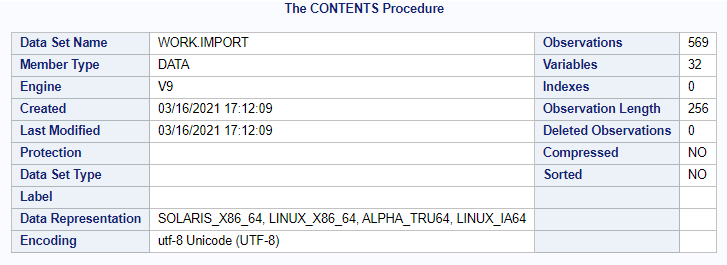 The CONTENTS Procedure
Data Set Name WORK.IMPORT Observations 569
Member Type DATA Variables 32
Engine V9 Indexes 0
Created 03/16/2021 17:12:09 Observation Length 256
Last Modified 03/16/2021 17:12:09 Deleted Observations 0
Protection Compressed NO
Data Set Type Sorted NO
Label
Data Representation SOLARIS_X86_64, LINUX_X86_64, ALPHA_TRU64, LINUX_IA64
Encoding utf-8 Unicode (UTF-8)